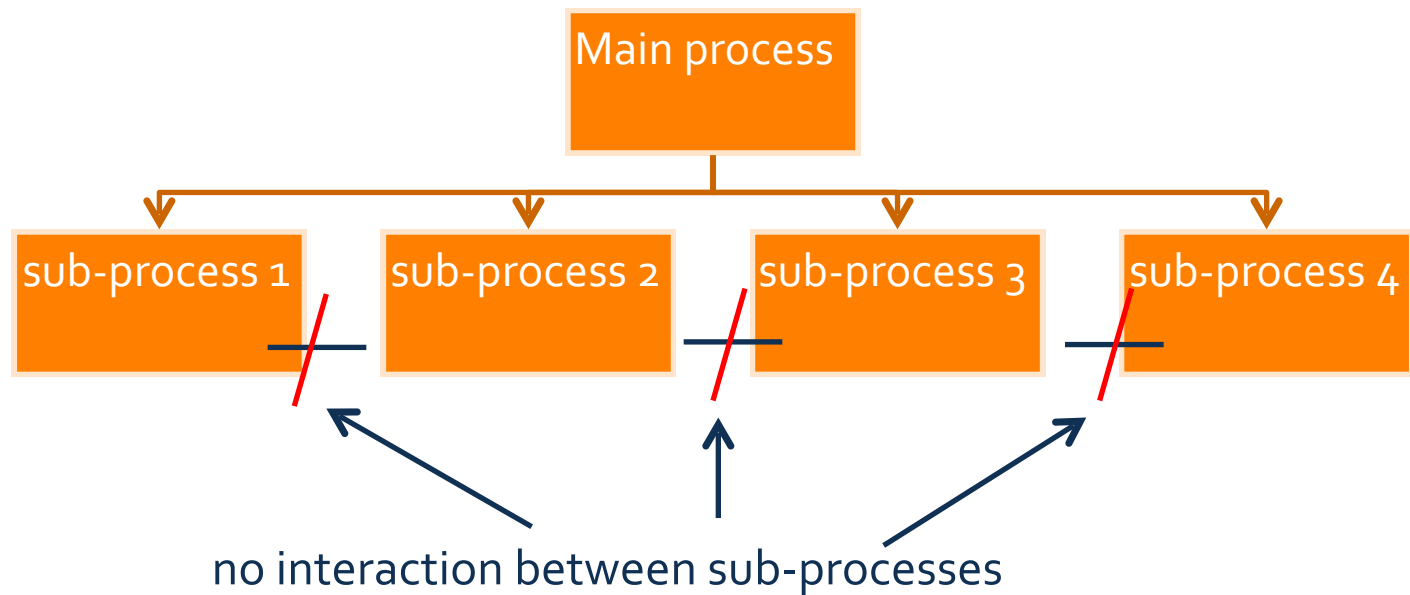 Main process
sub-process 1
sub-process 2
sub-process 3
sub-process 4
no interaction between sub-processes